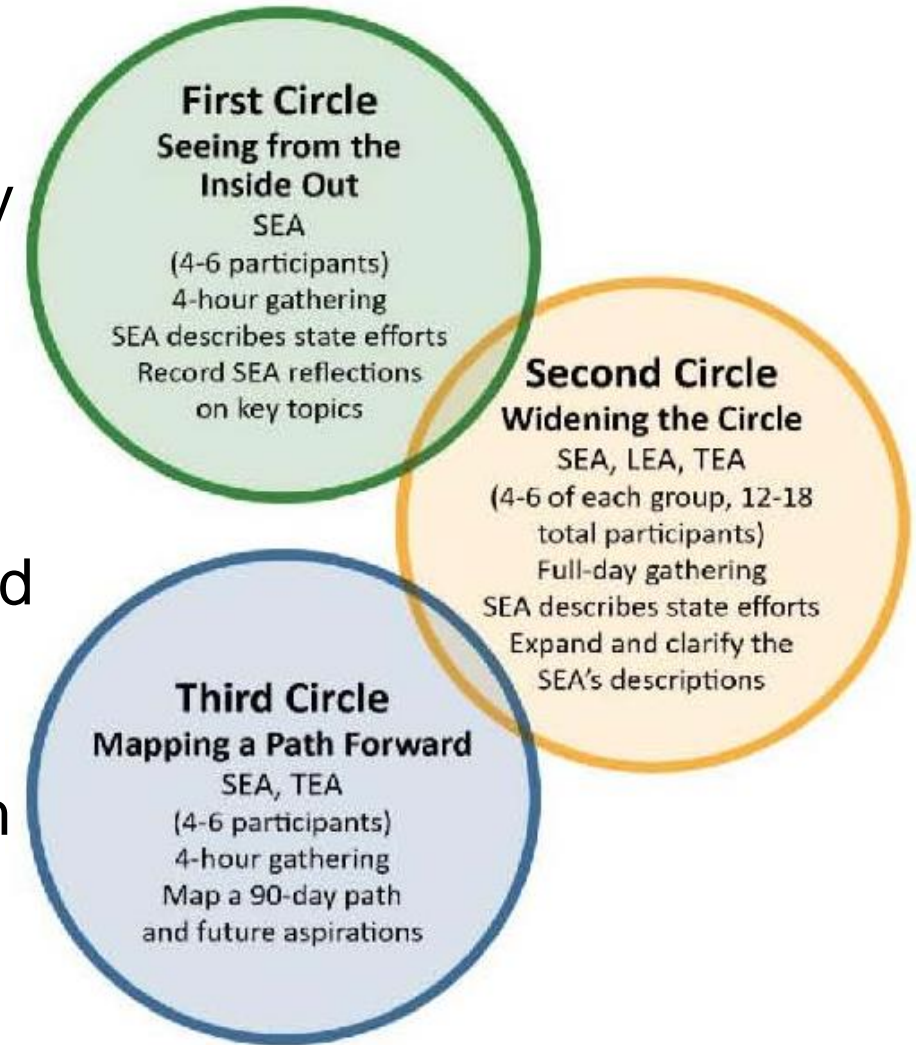 First Circle
Seeing from the
Inside Out
SEA
(4-6 participants)
4-hour gathering
SEA describes state efforts
Record SEA reflections
on key topics
y
Second Circle
Widening the Circle
SEA, LEA, TEA
(4-6 of each group, 12-18
total participants)
Full-day gathering
SEA describes state efforts
Expand and clarify the
SEA's descriptions
d
Third Circle
Mapping a Path Forward
SEA, TEA
(4-6 participants)
4-hour gathering
Map a 90-day path
and future aspirations